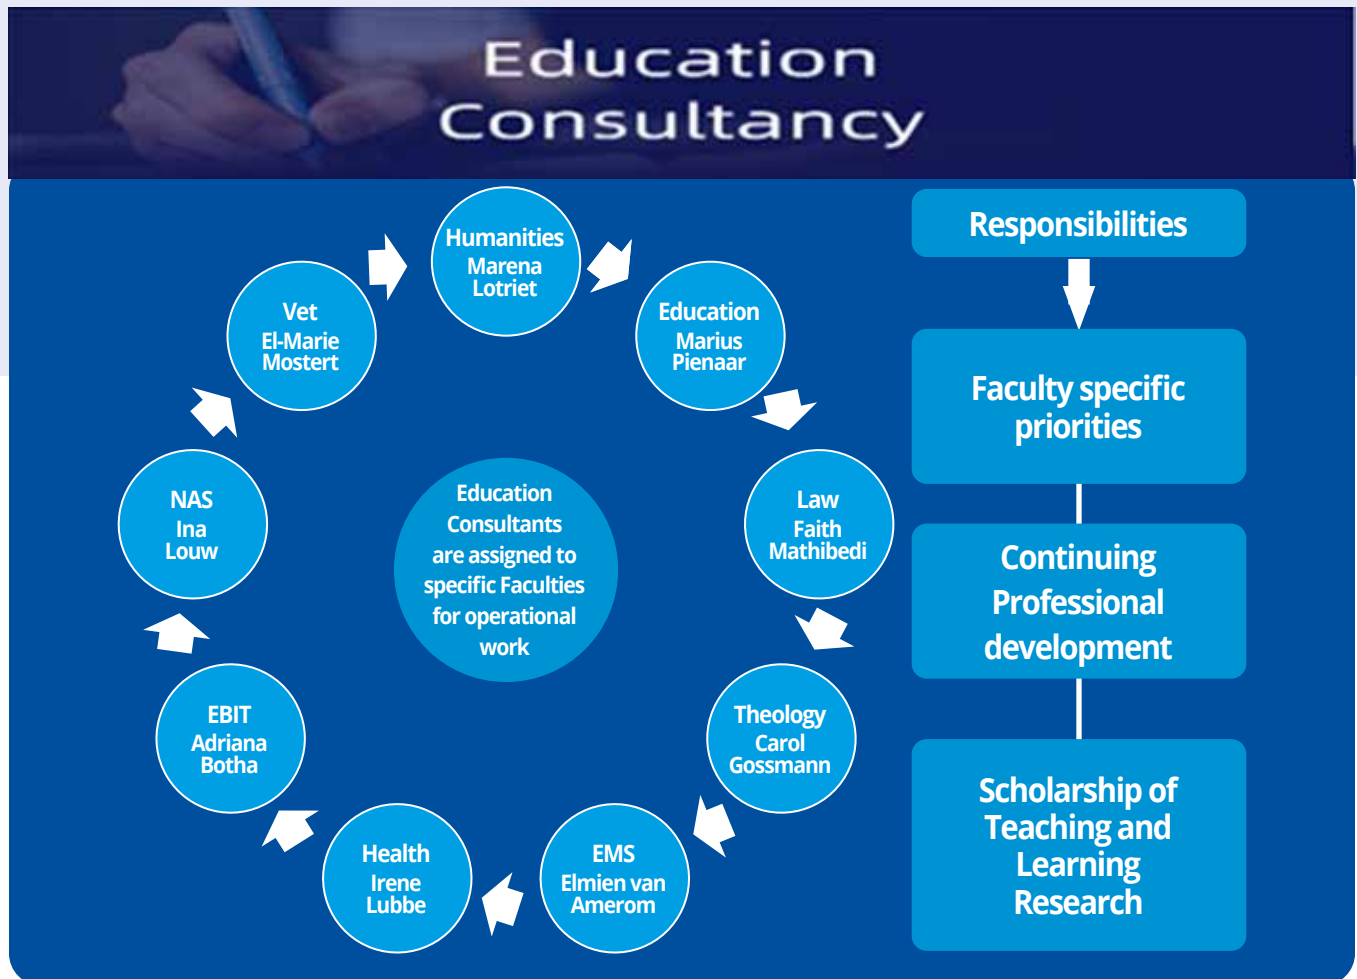 Education
Consultancy
Humanities
Marena
Lotriet
Education
Marius
Pienaar
Law
Faith
Mathibedi
Theology
Carol
Gossmann
EMS
Elmien van
Amerom
Health
Irene
Lubbe
EBIT
Adriana
Botha
NAS
Ina
Louw
Vet
El-Marie
Mostert
Education
Consultants
are assigned to
specific Faculties
for operational
work
Responsibilities
Faculty specific
priorities
Continuing
Professional
development
Scholarship of
Teaching and
Learning
Research